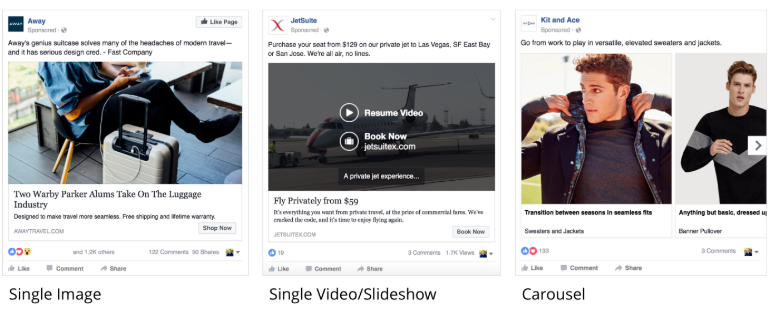 AWAY
Away
Sponsored ·
Like Page
Away's genius suitcase solves many of the headaches of modern travel—
and it has serious design cred. - Fast Company
Two Warby Parker Alums Take On The Luggage
Industry
Designed to make travel more seamless. Free shipping and lifetime warranty.
AWAYTRAVEL.COM
Shop Now
and 1.2K others
122 Comments 90 Shares
Like
Comment
Share
Single Image
JetSuite
Sponsored ·
Purchase your seat from $129 on our private jet to Las Vegas, SF East Bay
or San Jose. We're all air, no lines.
Resume Video
Book Now
jetsuitex.com
A private jet experience...
Fly Privately from $59
It's everything you want from private travel, at the price of commercial fares. We've
cracked the code, and it's time to enjoy flying again.
JETSUITEX.COM
Book Now
19
3 Comments 1.7K Views
Like
Comment
Share
Single Video/Slideshow
Kit and Ace
Sponsored ·
Go from work to play in versatile, elevated sweaters and jackets.
Transition between seasons in seamless fits
Sweaters and Jackets
Anything but basic, dressed u
Banner Pullover
133
3 Comments
Like
Comment
Share
Carousel